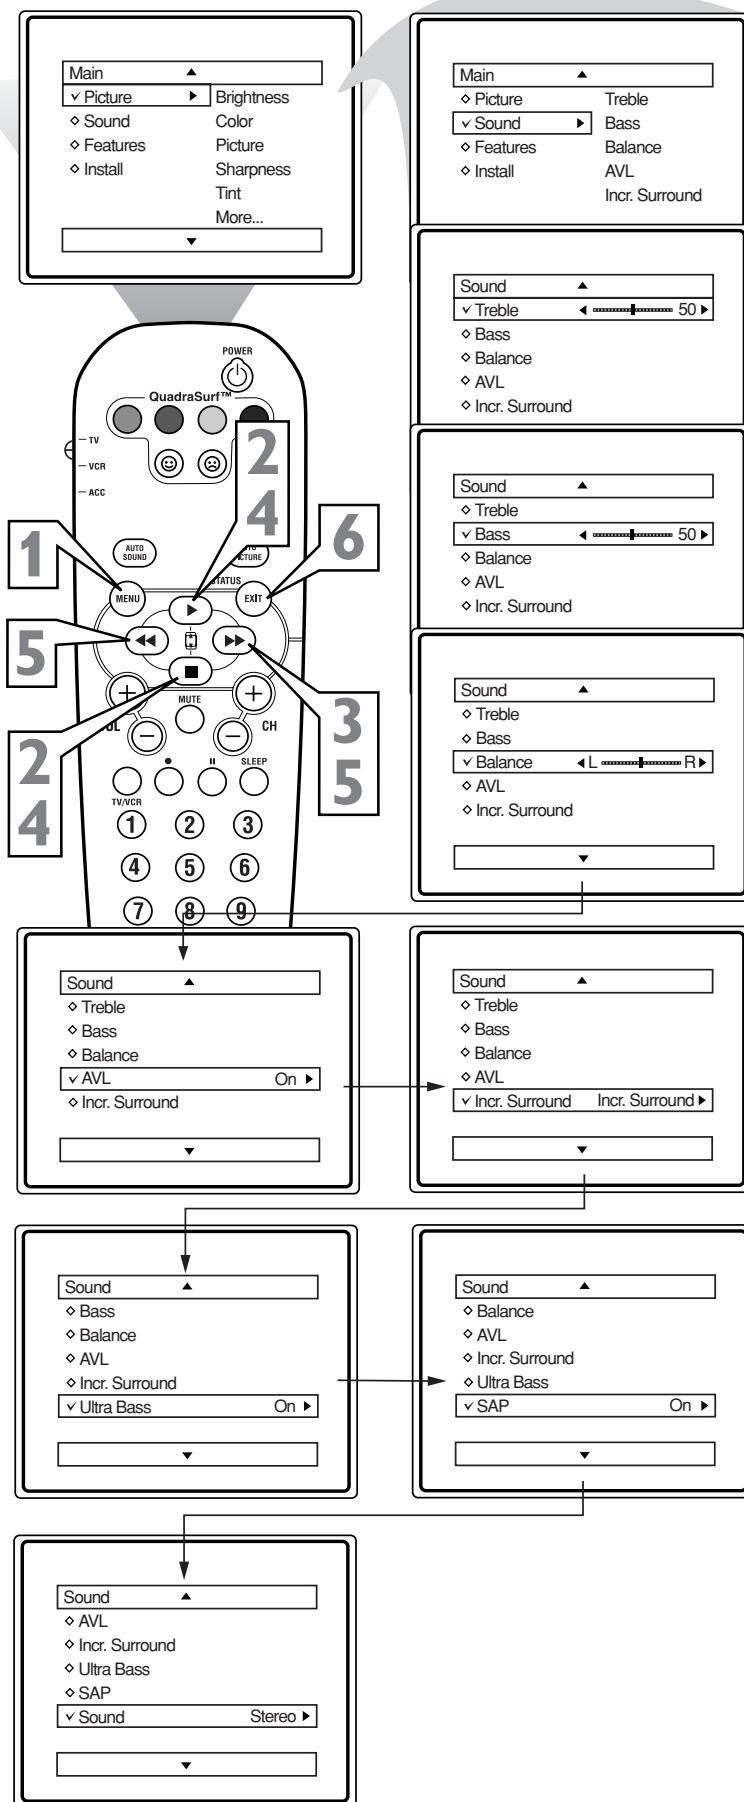 Main ▲
✓ Picture ▶ Brightness
◇ Sound Color
◇ Features Picture
◇ Install Sharpness
Tint
More...
▼
Main ▲
◇ Picture Treble
✓ Sound ▶ Bass
◇ Features Balance
◇ Install AVL
Incr. Surround
Sound ▲
✓ Treble ◀ 50 ▶
◇ Bass
◇ Balance
◇ AVL
◇ Incr. Surround
Sound ▲
◇ Treble
✓ Bass ◀ 50 ▶
◇ Balance
◇ AVL
◇ Incr. Surround
Sound ▲
◇ Treble
◇ Bass
✓ Balance ◀ L R ▶
◇ AVL
◇ Incr. Surround
▼
POWER
QuadraSurf™
TV
VCR
ACC
2
4
1
6
AUTO
SOUND
STATUS
MENU
EXIT
5
3
5
2
4
MUTE
CH
SLEEP
TV/VCR
1 2 3
4 5 6
7 8 9
Sound ▲
◇ Treble
◇ Bass
◇ Balance
✓ AVL On ▶
◇ Incr. Surround
▼
Sound ▲
◇ Treble
◇ Bass
◇ Balance
◇ AVL
✓ Incr. Surround Incr. Surround ▶
▼
Sound ▲
◇ Bass
◇ Balance
◇ AVL
◇ Incr. Surround
✓ Ultra Bass On ▶
▼
Sound ▲
◇ Balance
◇ AVL
◇ Incr. Surround
◇ Ultra Bass
✓ SAP On ▶
▼
Sound ▲
◇ AVL
◇ Incr. Surround
◇ Ultra Bass
◇ SAP
✓ Sound Stereo ▶
▼